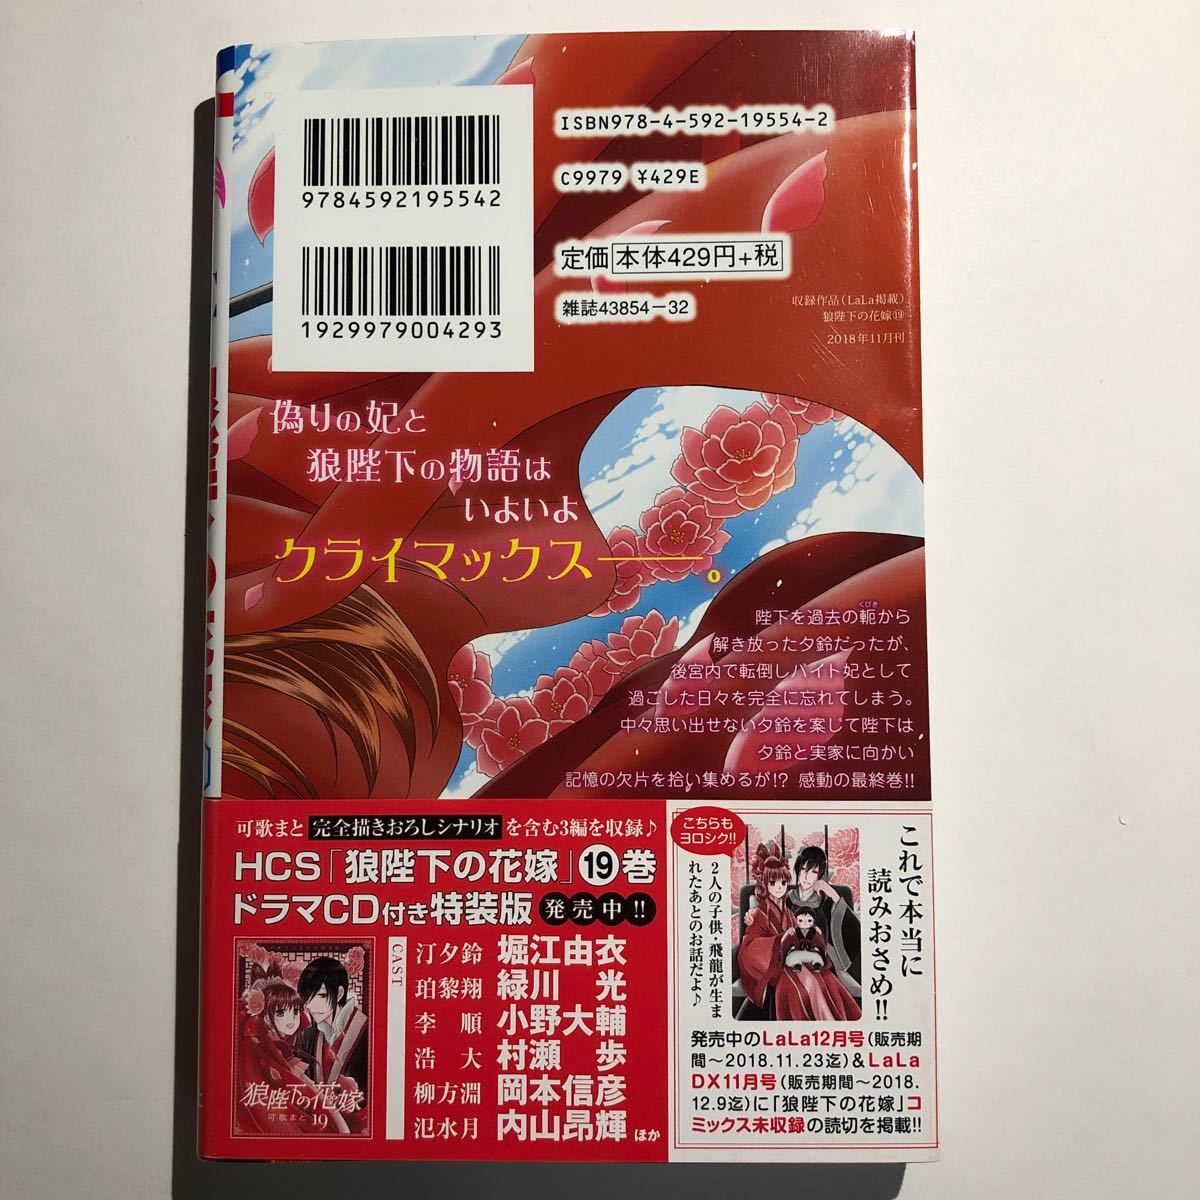 9784592195542
1929979004293
ISBN978-4-592-19554-2
C9979 ¥429E
定価 本体429円+税
雑誌43854-32
収録作品(LaLa掲載)
狼陛下の花嫁⑲
2018年11月刊
偽りの妃と
狼陛下の物語は
いよいよ
クライマックス――。
陛下を過去の軛から
くびき
解き放った夕鈴だったが、
後宮内で転倒しバイト妃として
過ごした日々を完全に忘れてしまう。
中々思い出せない夕鈴を案じて陛下は
夕鈴と実家に向かい
記憶の欠片を拾い集めるが!? 感動の最終巻!!
可歌まと 完全描きおろしシナリオ を含む3編を収録♪
HCS「狼陛下の花嫁」⑲巻
ドラマCD付き特装版 発売中!!
CAST
汀夕鈴 堀江由衣
珀黎翔 緑川 光
李 順 小野大輔
浩 大 村瀬 歩
柳方淵 岡本信彦
氾水月 内山昂輝 ほか
狼陛下の花嫁
可歌まと 19
こちらも
ヨロシク!!
これで本当に
読みおさめ!!
2人の子供・飛龍が生ま
れたあとのお話だよ♪
発売中のLaLa12月号(販売期
間〜2018.11.23迄)&LaLa
DX11月号(販売期間〜2018.
12.9迄)に「狼陛下の花嫁」コ
ミックス未収録の読切を掲載!!